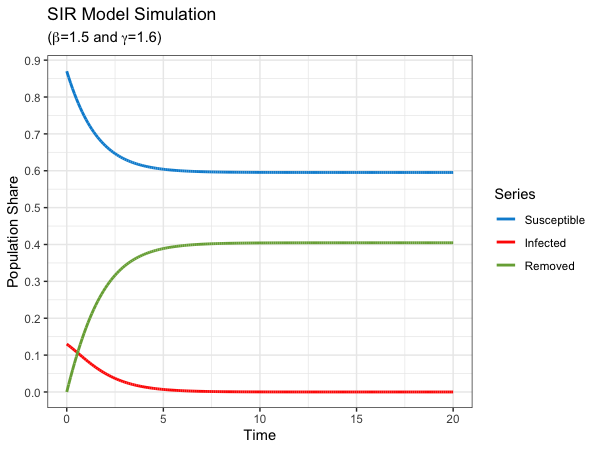 SIR Model Simulation
(β=1.5 and γ=1.6)
Population Share
0.9
0.8
0.7
0.6
0.5
0.4
0.3
0.2
0.1
0.0
0 5 10 15 20
Time
Series
Susceptible
Infected
Removed